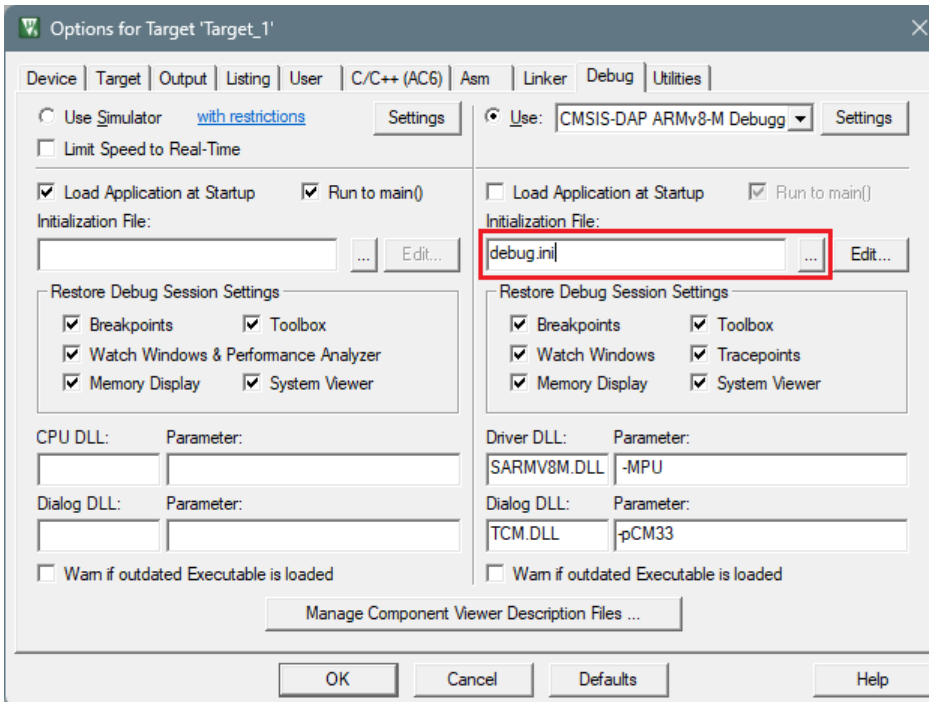 Options for Target 'Target_1'
Device Target Output Listing User C/C++ (AC6) Asm Linker Debug Utilities
Use Simulator with restrictions Settings
Limit Speed to Real-Time
Use: CMSIS-DAP ARMv8-M Debugg Settings
Load Application at Startup Run to main()
Initialization File:
... Edit...
Restore Debug Session Settings
Breakpoints Toolbox
Watch Windows & Performance Analyzer
Memory Display System Viewer
CPU DLL: Parameter:
Dialog DLL: Parameter:
Warn if outdated Executable is loaded
Load Application at Startup Run to main()
Initialization File:
debug.ini ... Edit...
Restore Debug Session Settings
Breakpoints Toolbox
Watch Windows Tracepoints
Memory Display System Viewer
Driver DLL: Parameter:
SARMV8M.DLL -MPU
Dialog DLL: Parameter:
TCM.DLL -pCM33
Warn if outdated Executable is loaded
Manage Component Viewer Description Files ...
OK Cancel Defaults Help